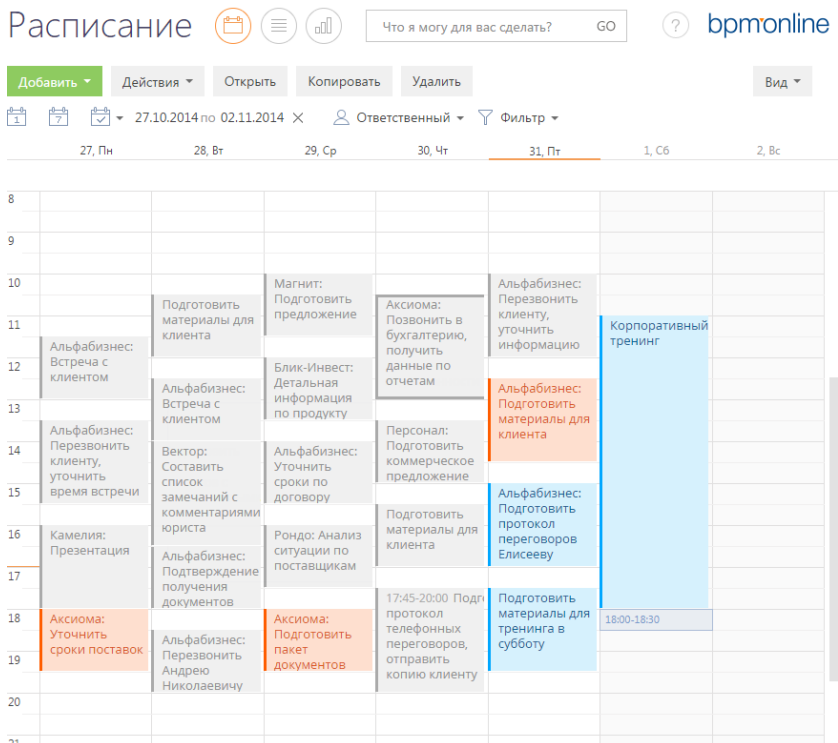 Расписание
Что я могу для вас сделать?
GO
?
bpm'online
Добавить
Действия
Открыть
Копировать
Удалить
Вид
1
7
27.10.2014 по 02.11.2014
Ответственный
Фильтр
27, Пн
28, Вт
29, Ср
30, Чт
31, Пт
1, Сб
2, Вс
8
9
10
11
12
13
14
15
16
17
18
19
20
21
Альфабизнес:
Встреча с
клиентом
Альфабизнес:
Перезвонить
клиенту,
уточнить
время встречи
Камелия:
Презентация
Аксиома:
Уточнить
сроки поставок
Подготовить
материалы для
клиента
Альфабизнес:
Встреча с
клиентом
Вектор:
Составить
список
замечаний с
комментариями
юриста
Альфабизнес:
Подтверждение
получения
документов
Альфабизнес:
Перезвонить
Андрею
Николаевичу
Магнит:
Подготовить
предложение
Блик-Инвест:
Детальная
информация
по продукту
Альфабизнес:
Уточнить
сроки по
договору
Рондо: Анализ
ситуации по
поставщикам
Аксиома:
Подготовить
пакет
документов
Аксиома:
Позвонить в
бухгалтерию,
получить
данные по
отчетам
Персонал:
Подготовить
коммерческое
предложение
Подготовить
материалы для
клиента
17:45-20:00 Подг
протокол
телефонных
переговоров,
отправить
копию клиенту
Альфабизнес:
Перезвонить
клиенту,
уточнить
информацию
Альфабизнес:
Подготовить
материалы для
клиента
Альфабизнес:
Подготовить
протокол
переговоров
Елисееву
Подготовить
материалы для
тренинга в
субботу
Корпоративный
тренинг
18:00-18:30